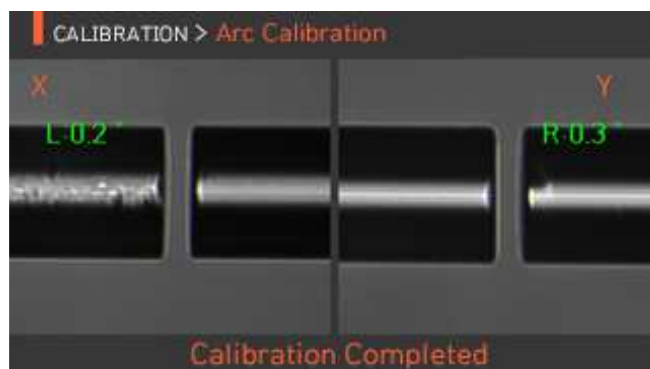 CALIBRATION > Arc Calibration
X
Y
L:0.2°
R:0.3°
Calibration Completed